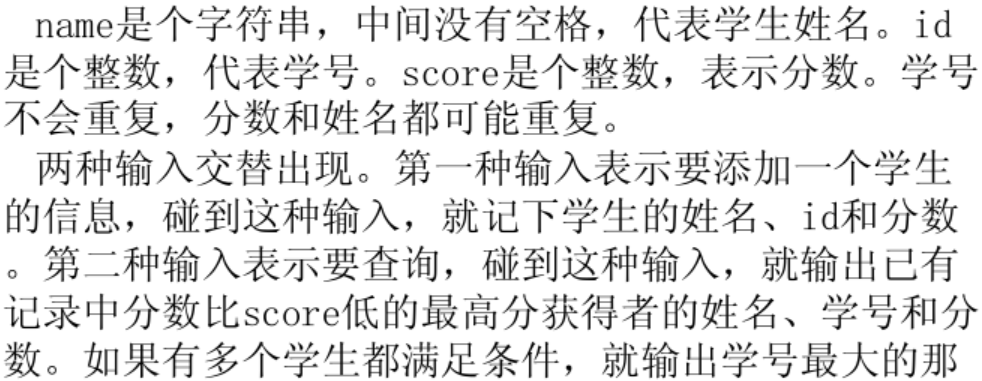 name是个字符串，中间没有空格，代表学生姓名。id
是个整数，代表学号。score是个整数，表示分数。学号
不会重复，分数和姓名都可能重复。
两种输入交替出现。第一种输入表示要添加一个学生
的信息，碰到这种输入，就记下学生的姓名、id和分数
。第二种输入表示要查询，碰到这种输入，就输出已有
记录中分数比score低的最高分获得者的姓名、学号和分
数。如果有多个学生都满足条件，就输出学号最大的那